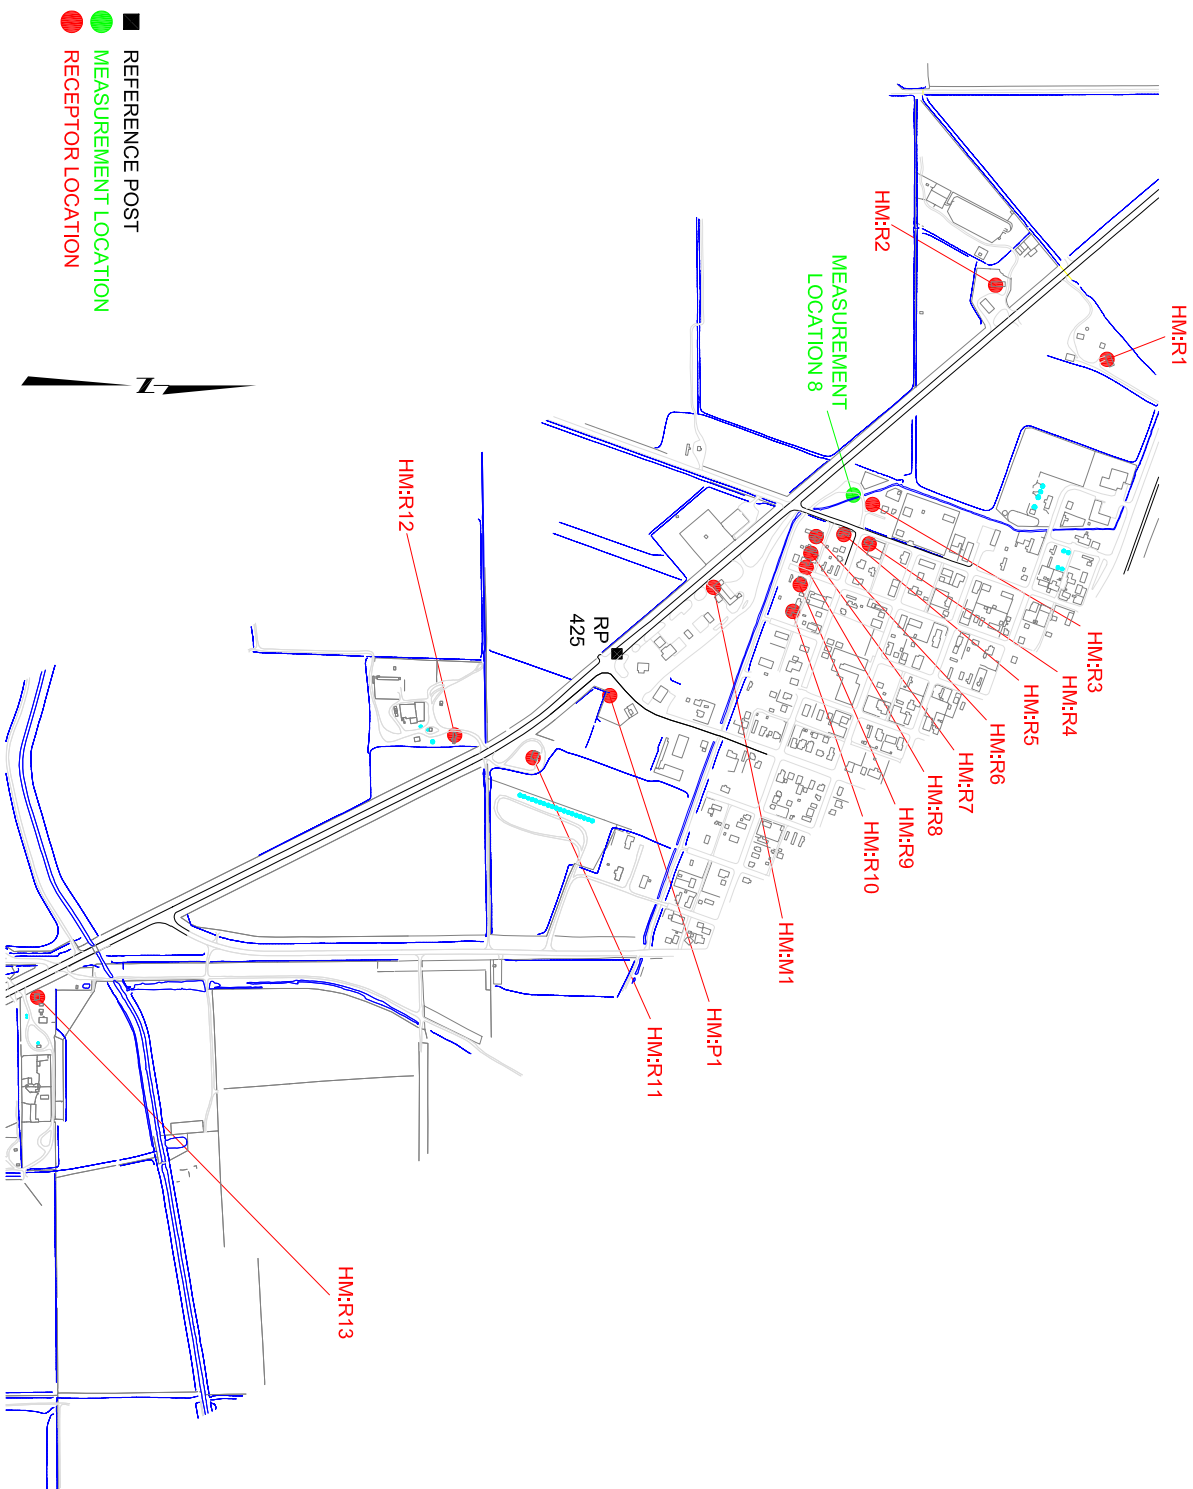 HM:R1
HM:R2
MEASUREMENT
LOCATION 8
HM:R3
HM:R4
HM:R5
HM:R6
HM:R7
HM:R8
HM:R9
HM:R10
HM:M1
HM:P1
HM:R11
HM:R12
RP
425
HM:R13
N
REFERENCE POST
MEASUREMENT LOCATION
RECEPTOR LOCATION